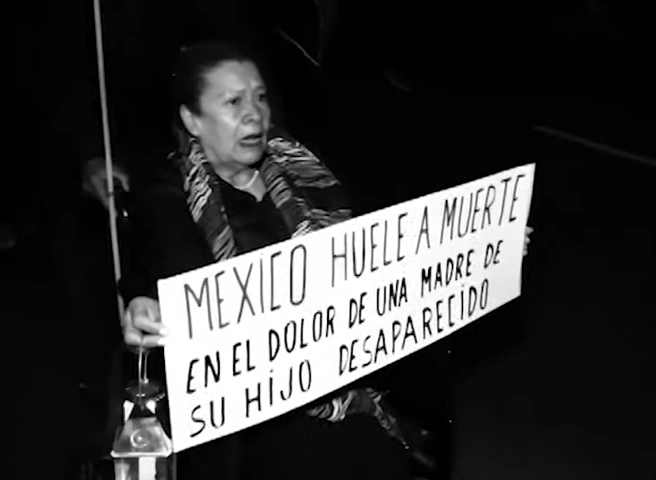 MEXICO HUELE A MUERTE
EN EL DOLOR DE UNA MADRE DE
SU HIJO DESAPARECIDO